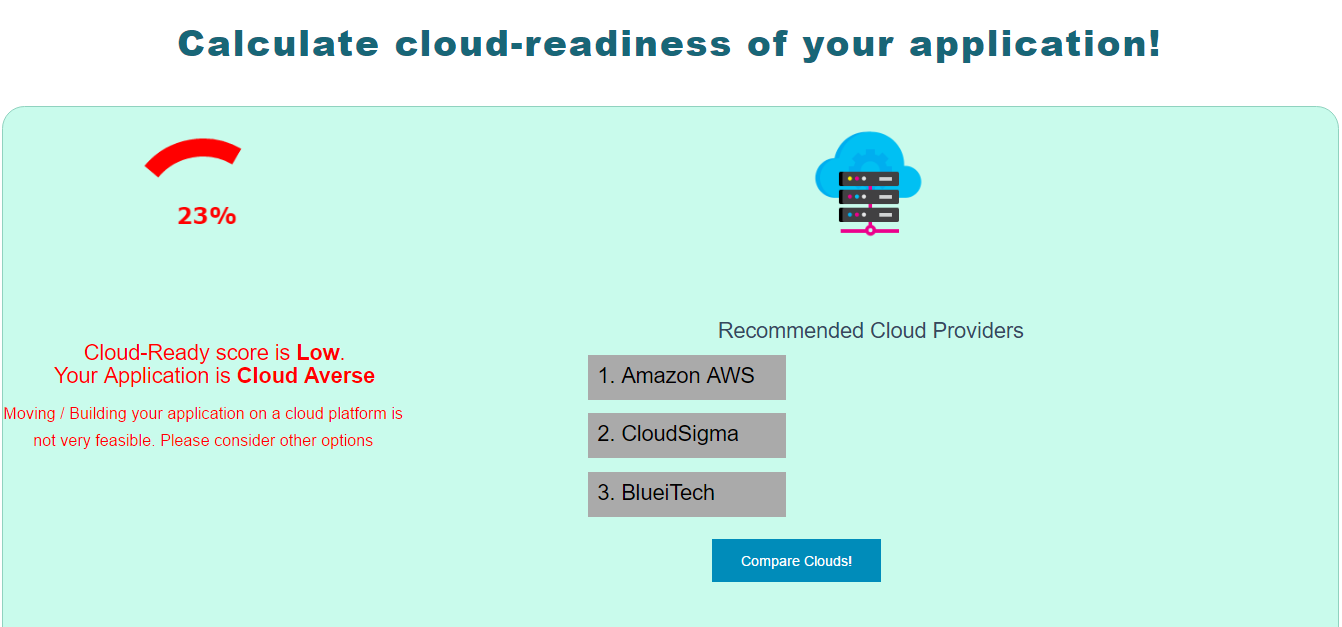 Calculate cloud-readiness of your application!
23%
Cloud-Ready score is Low.
Your Application is Cloud Averse
Moving / Building your application on a cloud platform is
not very feasible. Please consider other options
Recommended Cloud Providers
1. Amazon AWS
2. CloudSigma
3. BlueiTech
Compare Clouds!